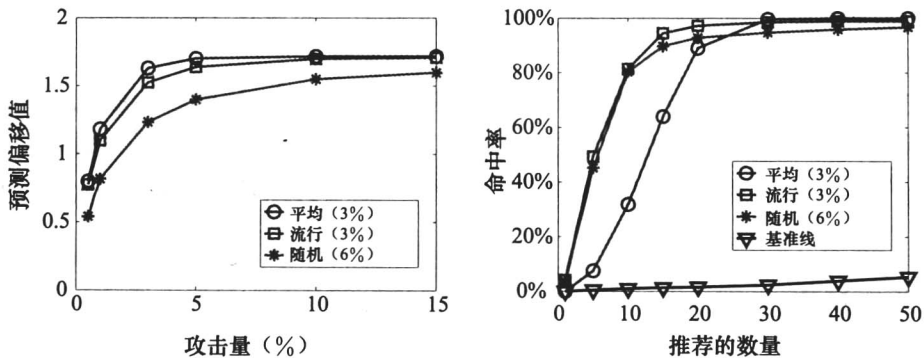 2
1.5
1
0.5
0
0
5
10
15
预测偏移值
攻击量（%）
平均（3%）
流行（3%）
随机（6%）
100%
80%
60%
40%
20%
0%
0
10
20
30
40
50
命中率
推荐的数量
平均（3%）
流行（3%）
随机（6%）
基准线